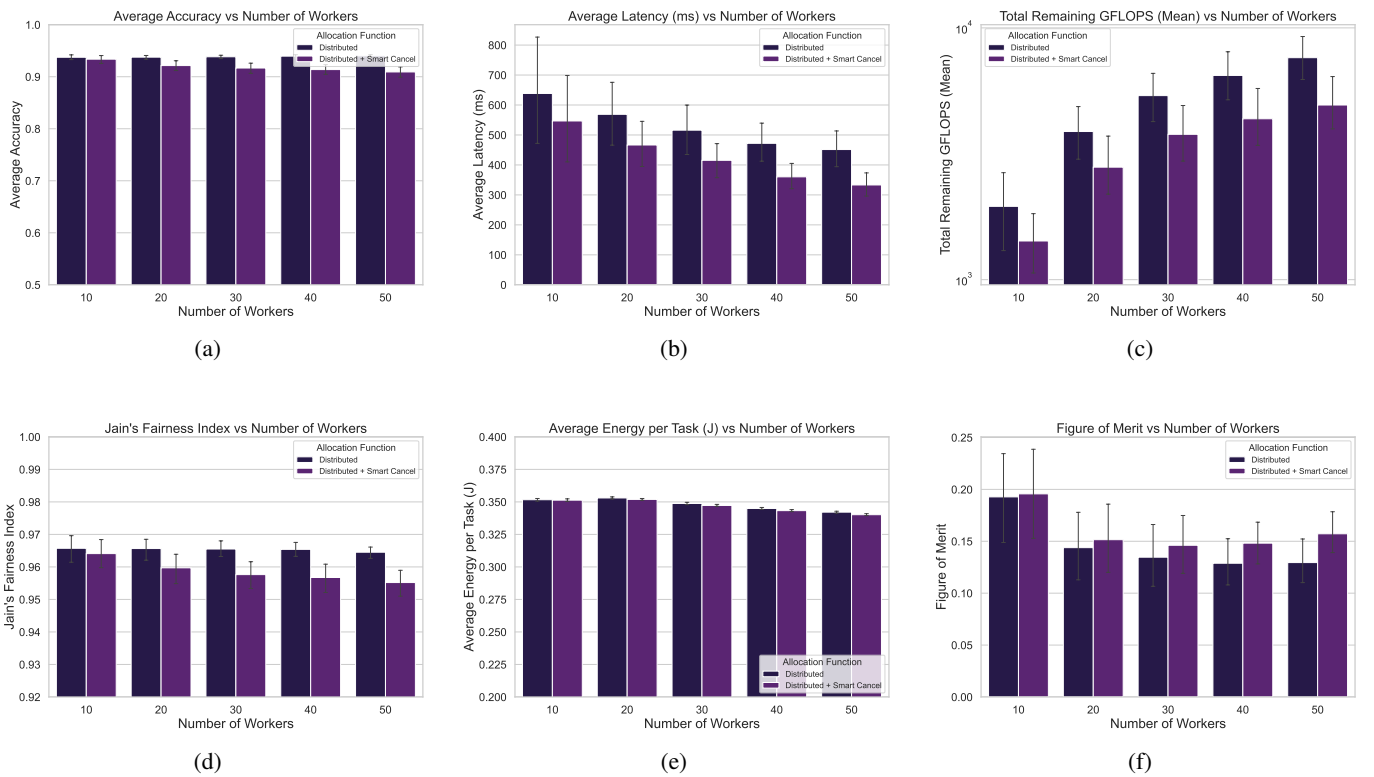 Average Accuracy vs Number of Workers
Average Accuracy
1.0
0.9
0.8
0.7
0.6
0.5
Allocation Function
Distributed
Distributed + Smart Cancel
10 20 30 40 50
Number of Workers
(a)
Average Latency (ms) vs Number of Workers
Average Latency (ms)
800
700
600
500
400
300
200
100
0
Allocation Function
Distributed
Distributed + Smart Cancel
10 20 30 40 50
Number of Workers
(b)
Total Remaining GFLOPS (Mean) vs Number of Workers
Total Remaining GFLOPS (Mean)
10⁴
10³
Allocation Function
Distributed
Distributed + Smart Cancel
10 20 30 40 50
Number of Workers
(c)
Jain's Fairness Index vs Number of Workers
Jain's Fairness Index
1.00
0.99
0.98
0.97
0.96
0.95
0.94
0.93
0.92
Allocation Function
Distributed
Distributed + Smart Cancel
10 20 30 40 50
Number of Workers
(d)
Average Energy per Task (J) vs Number of Workers
Average Energy per Task (J)
0.400
0.375
0.350
0.325
0.300
0.275
0.250
0.225
0.200
Allocation Function
Distributed
Distributed + Smart Cancel
10 20 30 40 50
Number of Workers
(e)
Figure of Merit vs Number of Workers
Figure of Merit
0.25
0.20
0.15
0.10
0.05
0.00
Allocation Function
Distributed
Distributed + Smart Cancel
10 20 30 40 50
Number of Workers
(f)